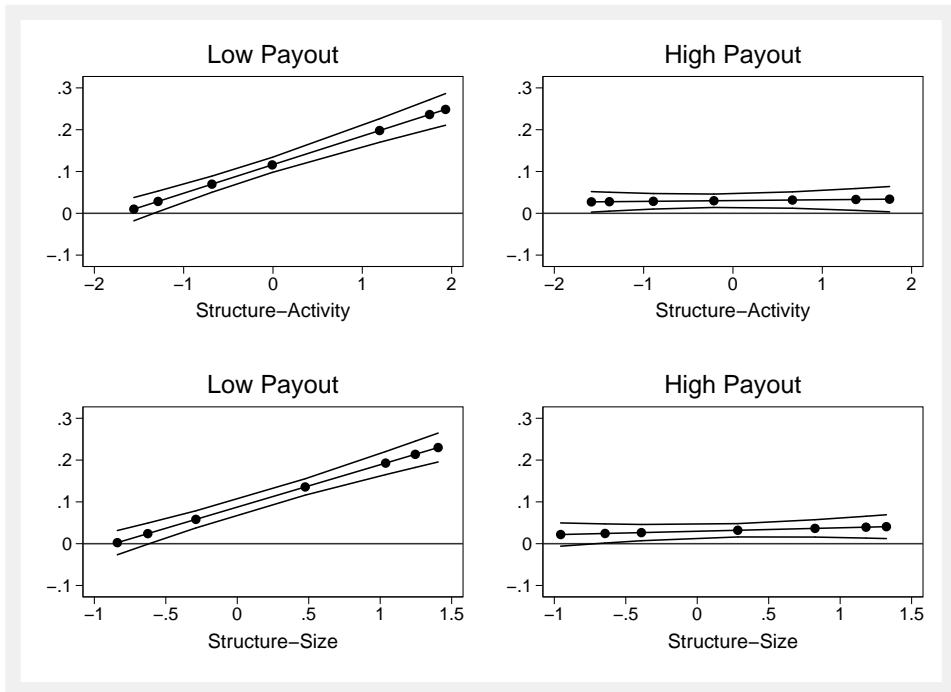 Low Payout
.3
.2
.1
0
−.1
−2 −1 0 1 2
Structure−Activity
High Payout
.3
.2
.1
0
−.1
−2 −1 0 1 2
Structure−Activity
Low Payout
.3
.2
.1
0
−.1
−1 −.5 0 .5 1 1.5
Structure−Size
High Payout
.3
.2
.1
0
−.1
−1 −.5 0 .5 1 1.5
Structure−Size